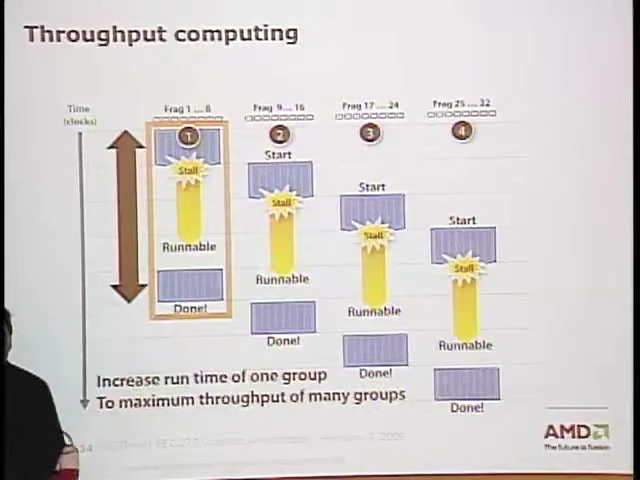 Throughput computing
Time
(clocks)
Frag 1 … 8
Frag 9… 16
Frag 17 … 24
Frag 25 … 32
1
2
3
4
Start
Start
Start
Stall
Stall
Stall
Stall
Runnable
Runnable
Runnable
Runnable
Done!
Done!
Done!
Done!
Increase run time of one group
To maximum throughput of many groups
34
AMD
The future is fusion